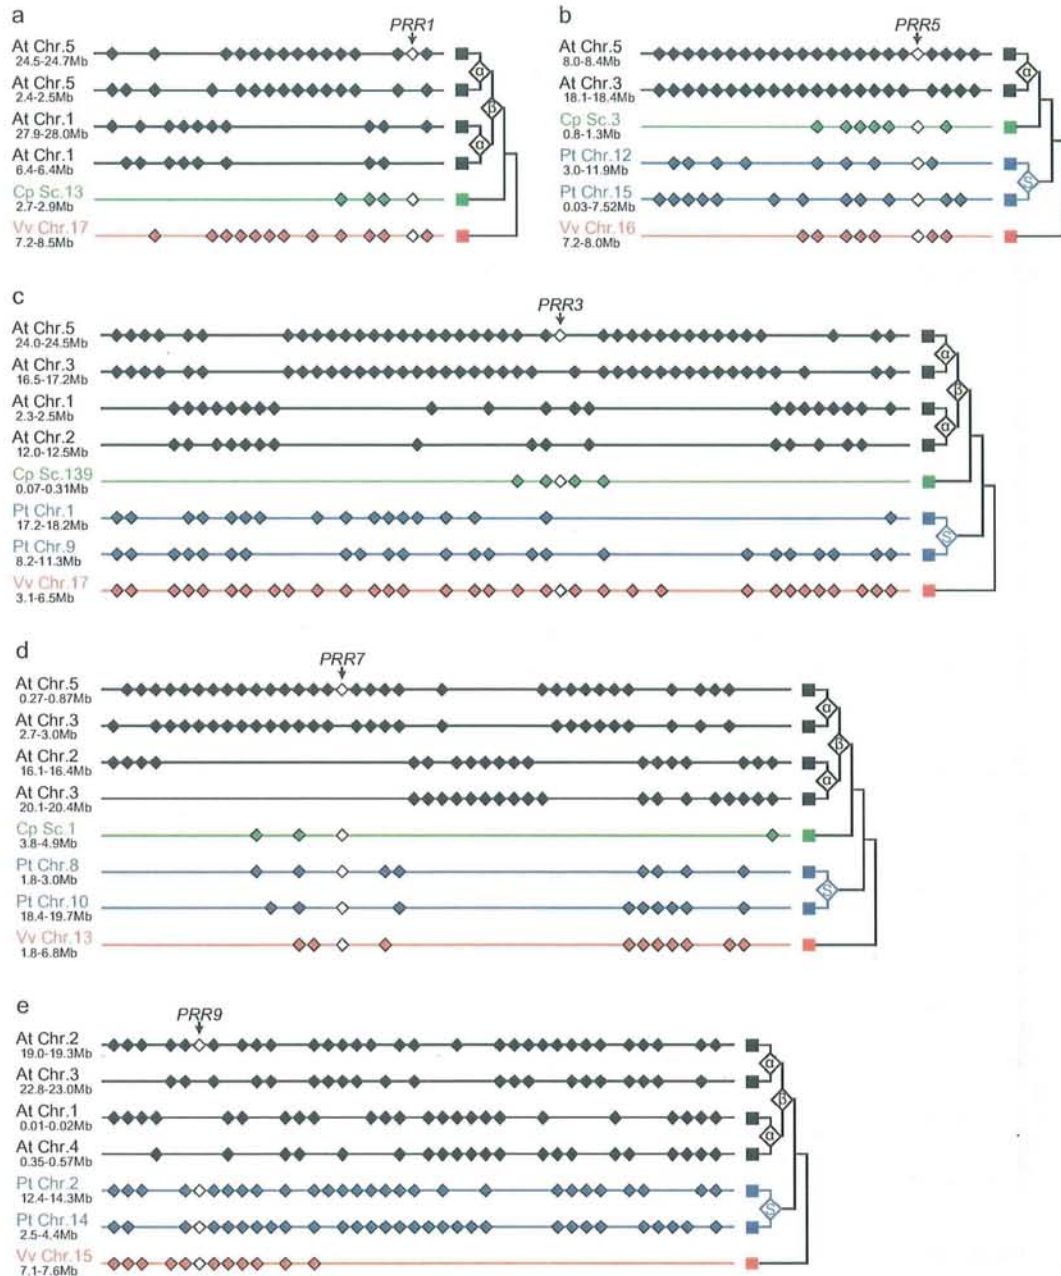 a
PRR1
At Chr.5
24.5-24.7Mb
At Chr.5
2.4-2.5Mb
At Chr.1
27.9-28.0Mb
At Chr.1
6.4-6.4Mb
Cp Sc.13
2.7-2.9Mb
Vv Chr.17
7.2-8.5Mb
α
β
α
b
PRR5
At Chr.5
8.0-8.4Mb
At Chr.3
18.1-18.4Mb
Cp Sc.3
0.8-1.3Mb
Pt Chr.12
3.0-11.9Mb
Pt Chr.15
0.03-7.52Mb
Vv Chr.16
7.2-8.0Mb
α
S
c
PRR3
At Chr.5
24.0-24.5Mb
At Chr.3
16.5-17.2Mb
At Chr.1
2.3-2.5Mb
At Chr.2
12.0-12.5Mb
Cp Sc.139
0.07-0.31Mb
Pt Chr.1
17.2-18.2Mb
Pt Chr.9
8.2-11.3Mb
Vv Chr.17
3.1-6.5Mb
α
β
α
S
d
PRR7
At Chr.5
0.27-0.87Mb
At Chr.3
2.7-3.0Mb
At Chr.2
16.1-16.4Mb
At Chr.3
20.1-20.4Mb
Cp Sc.1
3.8-4.9Mb
Pt Chr.8
1.8-3.0Mb
Pt Chr.10
18.4-19.7Mb
Vv Chr.13
1.8-6.8Mb
α
β
α
S
e
PRR9
At Chr.2
19.0-19.3Mb
At Chr.3
22.8-23.0Mb
At Chr.1
0.01-0.02Mb
At Chr.4
0.35-0.57Mb
Pt Chr.2
12.4-14.3Mb
Pt Chr.14
2.5-4.4Mb
Vv Chr.15
7.1-7.6Mb
α
β
α
S